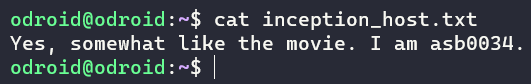 odroid@odroid:~$ cat inception_host.txt
Yes, somewhat like the movie. I am asb0034.
odroid@odroid:~$